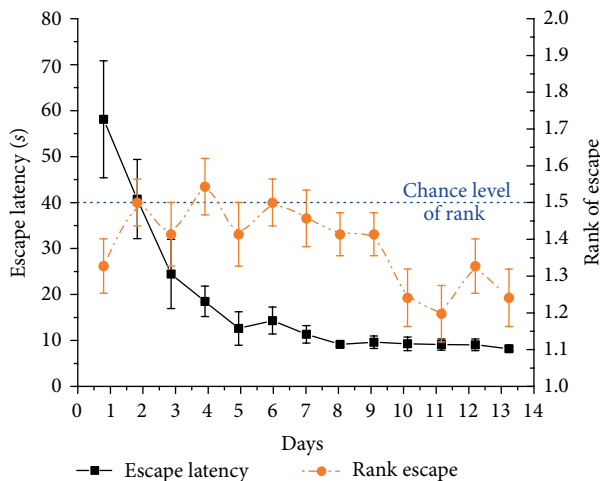 80
70
60
50
40
30
20
10
0
Escape latency (s)
2.0
1.9
1.8
1.7
1.6
1.5
1.4
1.3
1.2
1.1
1.0
Rank of escape
Chance level
of rank
0 1 2 3 4 5 6 7 8 9 10 11 12 13 14
Days
Escape latency
Rank escape